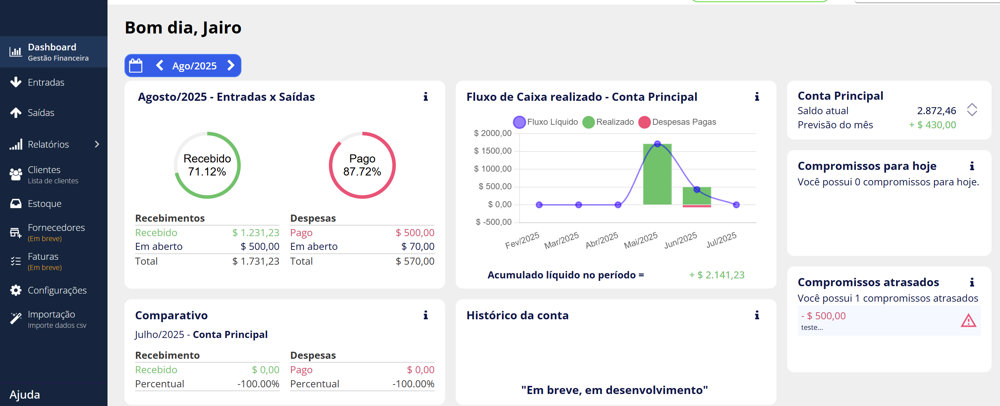 Dashboard
Gestão Financeira
Entradas
Saídas
Relatórios
Clientes
Lista de clientes
Estoque
Fornecedores
(Em breve)
Faturas
(Em breve)
Configurações
Importação
Importe dados csv
Ajuda
Bom dia, Jairo
Ago/2025
Agosto/2025 - Entradas x Saídas
Recebido
71.12%
Pago
87.72%
Recebimentos
Recebido $ 1.231,23
Em aberto $ 500,00
Total $ 1.731,23
Despesas
Pago $ 500,00
Em aberto $ 70,00
Total $ 570,00
Fluxo de Caixa realizado - Conta Principal
Fluxo Líquido Realizado Despesas Pagas
$ 2000,00
$ 1500,00
$ 1000,00
$ 500,00
$ 0,00
$ -500,00
Fev/2025 Mar/2025 Abr/2025 Mai/2025 Jun/2025 Jul/2025
Acumulado líquido no período = + $ 2.141,23
Conta Principal
Saldo atual 2.872,46
Previsão do mês + $ 430,00
Compromissos para hoje
Você possui 0 compromissos para hoje.
Compromissos atrasados
Você possui 1 compromissos atrasados
- $ 500,00
teste...
Comparativo
Julho/2025 - Conta Principal
Recebimento
Recebido $ 0,00
Percentual -100.00%
Despesas
Pago $ 0,00
Percentual -100.00%
Histórico da conta
"Em breve, em desenvolvimento"